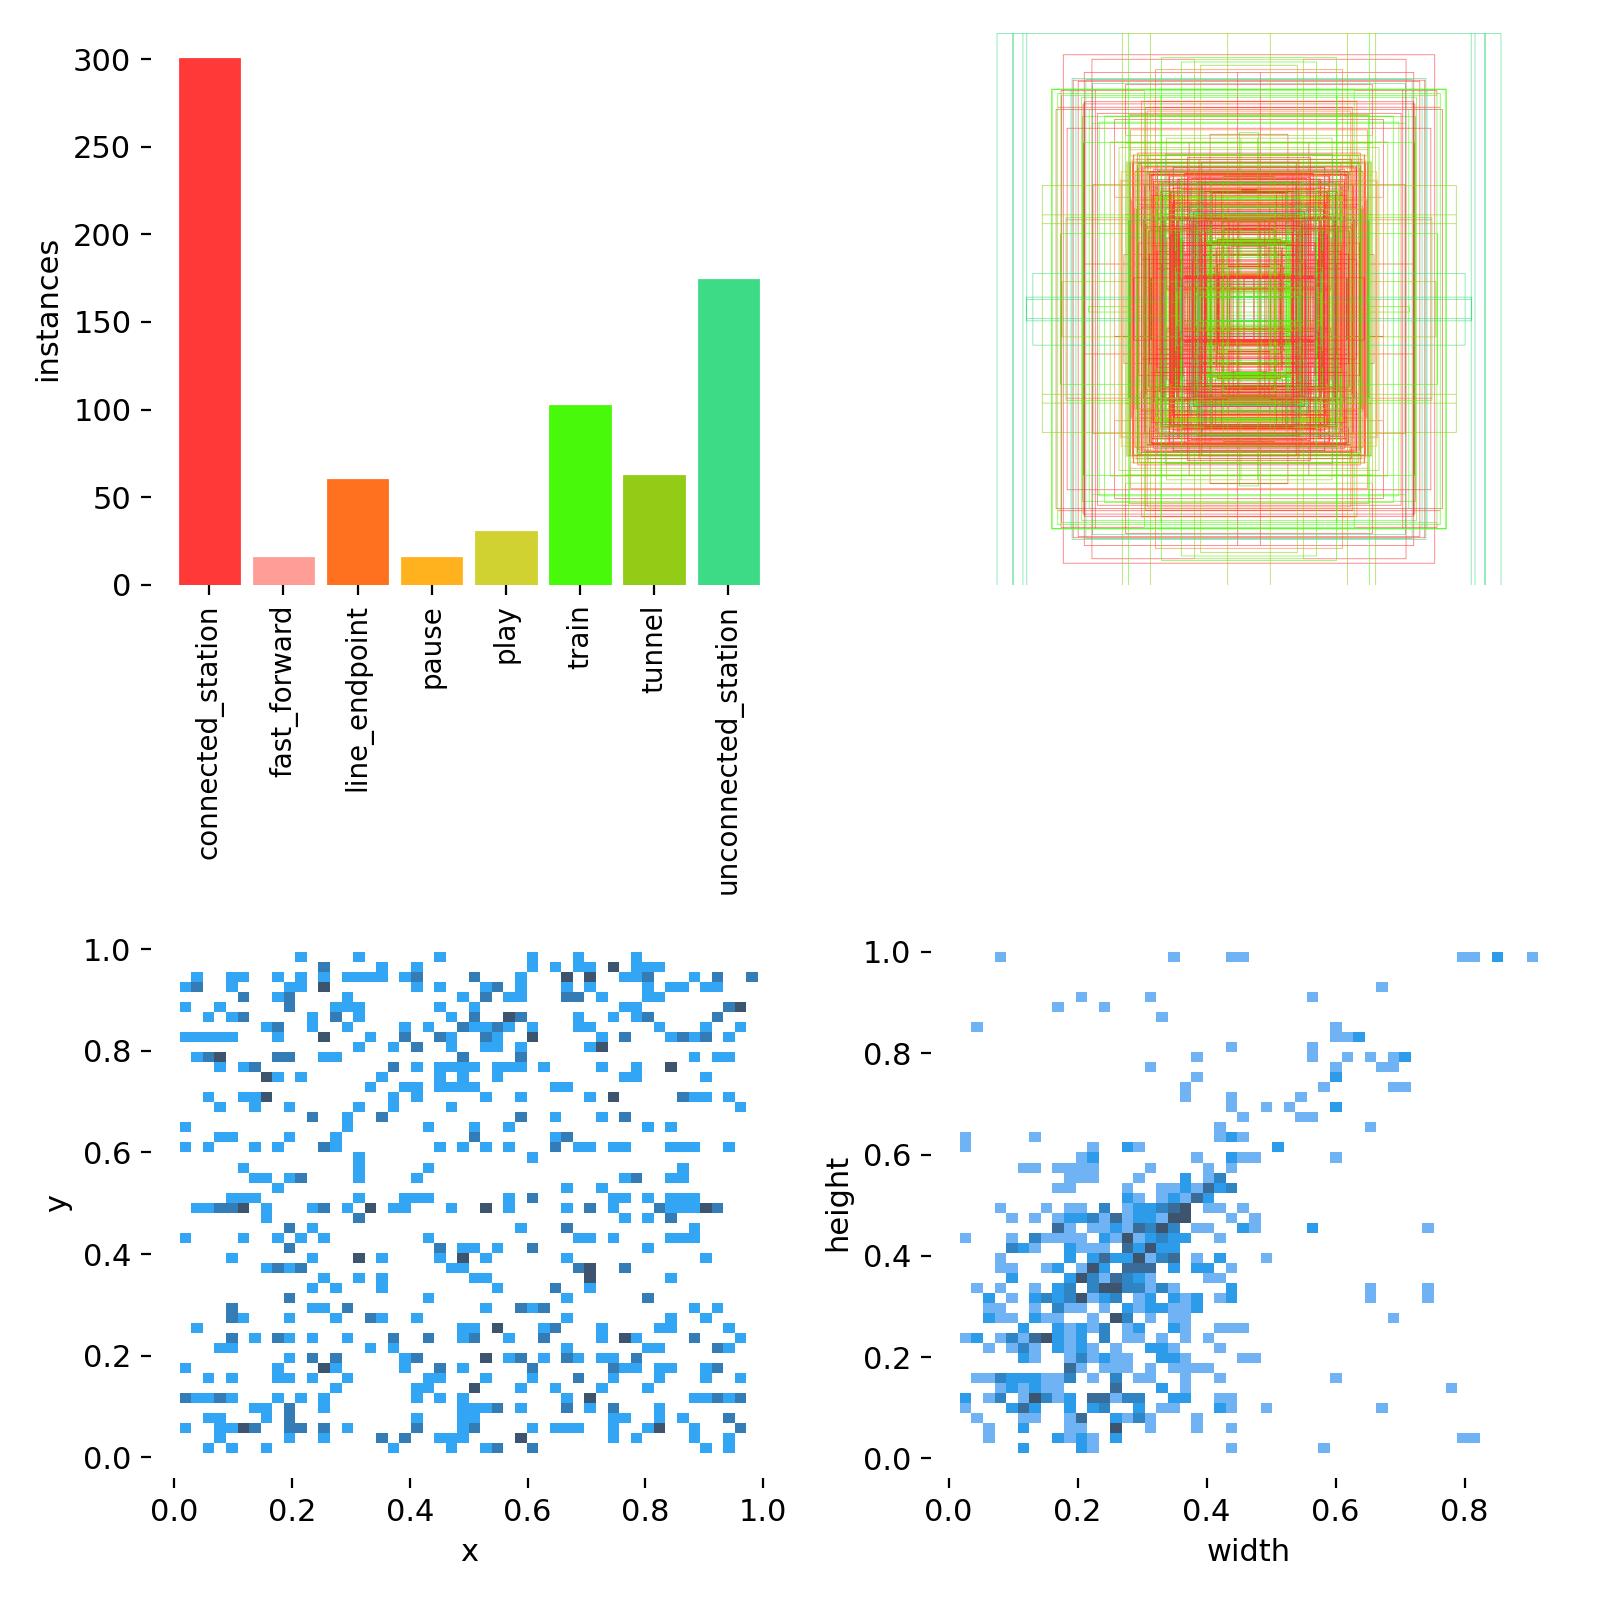 instances
300
250
200
150
100
50
0
connected_station
fast_forward
line_endpoint
pause
play
train
tunnel
unconnected_station
y
1.0
0.8
0.6
0.4
0.2
0.0
0.0 0.2 0.4 0.6 0.8 1.0
x
height
1.0
0.8
0.6
0.4
0.2
0.0
0.0 0.2 0.4 0.6 0.8
width